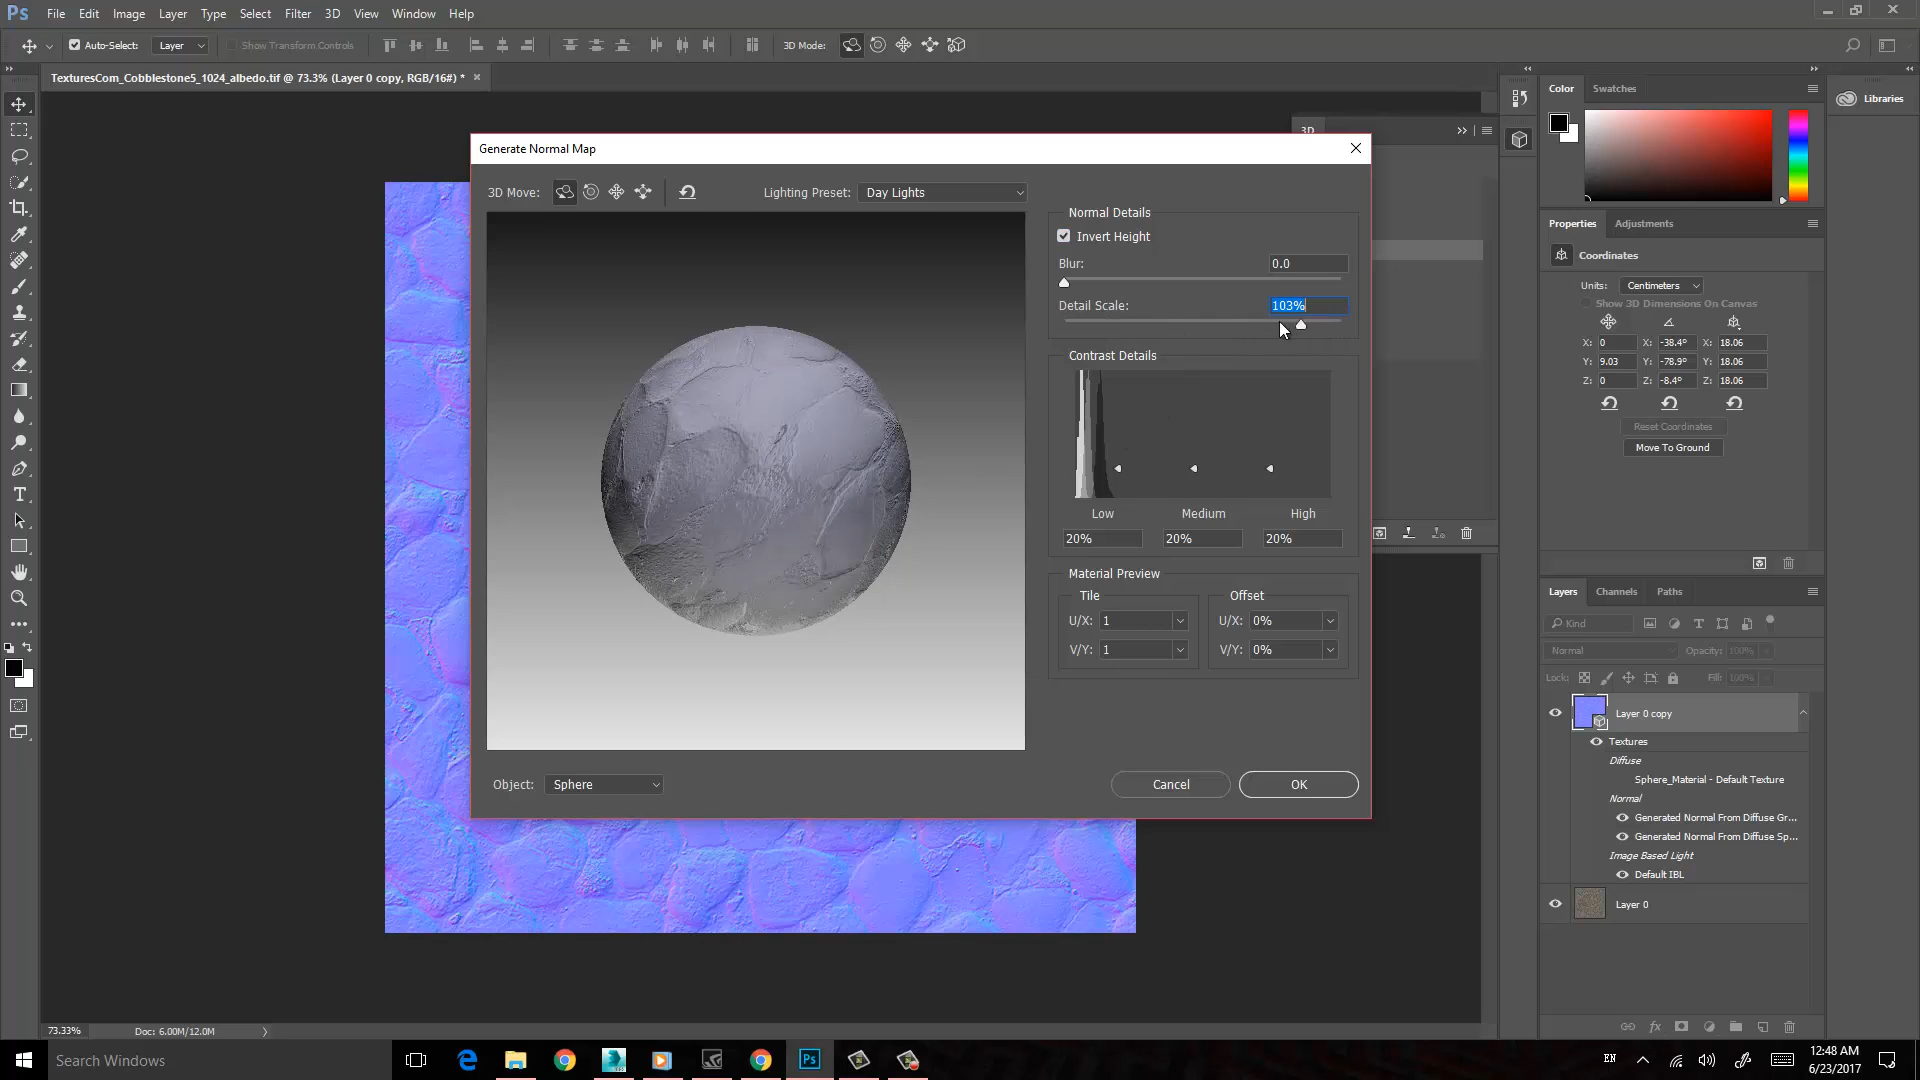 Ps File Edit Image Layer Type Select Filter 3D View Window Help
Auto-Select: Layer Show Transform Controls 3D Mode:
TexturesCom_Cobblestone5_1024_albedo.tif @ 73.3% (Layer 0 copy, RGB/16#) *
3D
Generate Normal Map
3D Move: Lighting Preset: Day Lights
Normal Details
Invert Height
Blur: 0.0
Detail Scale: 103%
Contrast Details
Low Medium High
20% 20% 20%
Material Preview
Tile Offset
U/X: 1 U/X: 0%
V/Y: 1 V/Y: 0%
Object: Sphere
Cancel OK
Color Swatches
Libraries
Properties Adjustments
Coordinates
Units: Centimeters
Show 3D Dimensions On Canvas
X: 0 X: -38.4º X: 18.06
Y: 9.03 Y: -78.9º Y: 18.06
Z: 0 Z: -8.4º Z: 18.06
Reset Coordinates
Move To Ground
Layers Channels Paths
Kind
Normal Opacity: 100%
Lock: Fill: 100%
Layer 0 copy
Textures
Diffuse
Sphere_Material - Default Texture
Normal
Generated Normal From Diffuse Gr...
Generated Normal From Diffuse Sp...
Image Based Light
Default IBL
Layer 0
fx
73.33% Doc: 6.00M/12.0M
Search Windows
Ps
EN
12:48 AM
6/23/2017